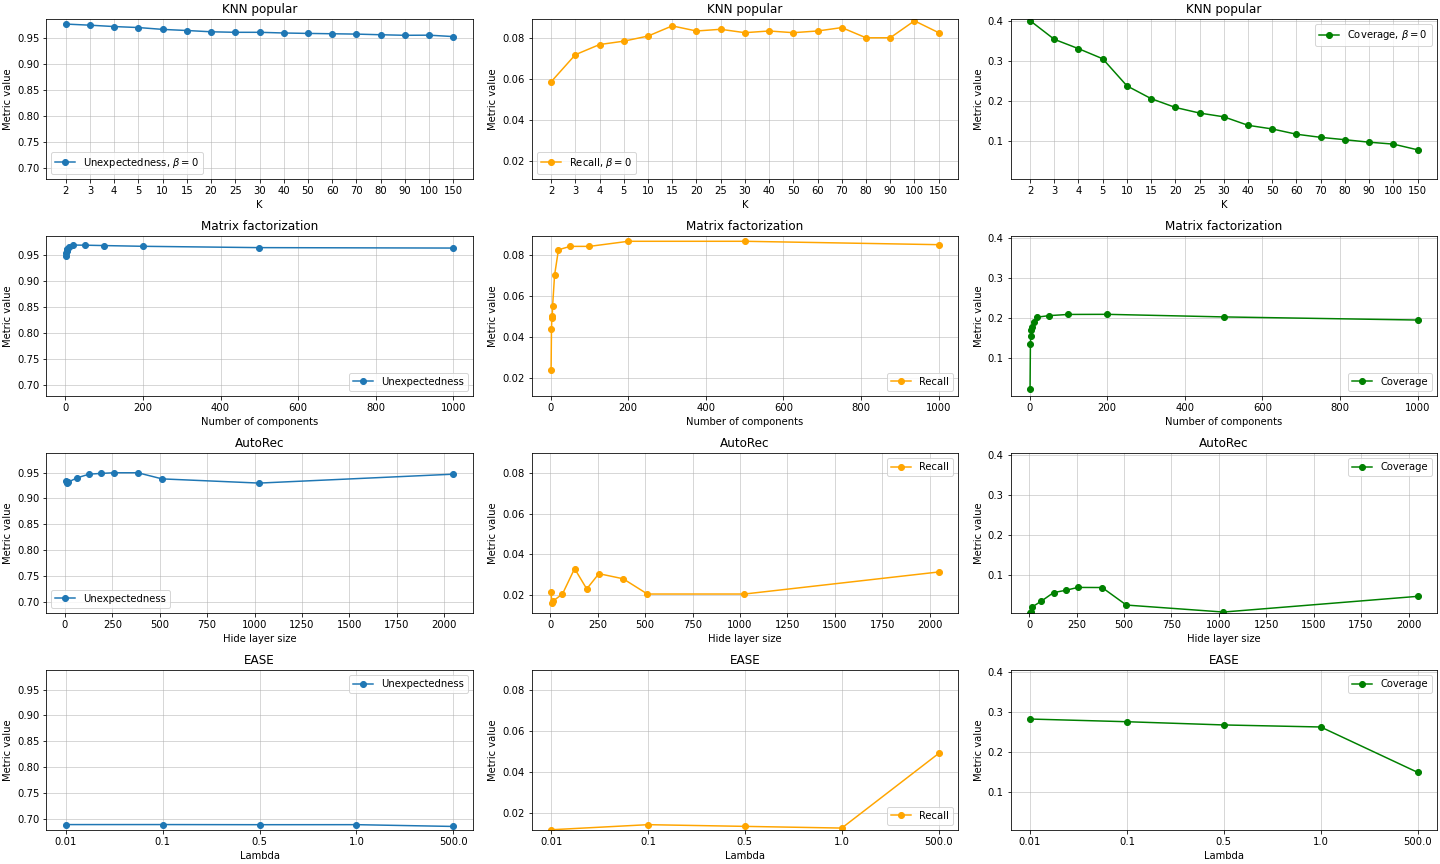 KNN popular
Metric value
0.95
0.90
0.85
0.80
0.75
0.70
Unexpectedness, β = 0
2 3 4 5 10 15 20 25 30 40 50 60 70 80 90 100 150
K
KNN popular
Metric value
0.08
0.06
0.04
0.02
Recall, β = 0
2 3 4 5 10 15 20 25 30 40 50 60 70 80 90 100 150
K
KNN popular
Metric value
0.4
0.3
0.2
0.1
Coverage, β = 0
2 3 4 5 10 15 20 25 30 40 50 60 70 80 90 100 150
K
Matrix factorization
Metric value
0.95
0.90
0.85
0.80
0.75
0.70
Unexpectedness
0 200 400 600 800 1000
Number of components
Matrix factorization
Metric value
0.08
0.06
0.04
0.02
Recall
0 200 400 600 800 1000
Number of components
Matrix factorization
Metric value
0.4
0.3
0.2
0.1
Coverage
0 200 400 600 800 1000
Number of components
AutoRec
Metric value
0.95
0.90
0.85
0.80
0.75
0.70
Unexpectedness
0 250 500 750 1000 1250 1500 1750 2000
Hide layer size
AutoRec
Metric value
0.08
0.06
0.04
0.02
Recall
0 250 500 750 1000 1250 1500 1750 2000
Hide layer size
AutoRec
Metric value
0.4
0.3
0.2
0.1
Coverage
0 250 500 750 1000 1250 1500 1750 2000
Hide layer size
EASE
Metric value
0.95
0.90
0.85
0.80
0.75
0.70
Unexpectedness
0.01 0.1 0.5 1.0 500.0
Lambda
EASE
Metric value
0.08
0.06
0.04
0.02
Recall
0.01 0.1 0.5 1.0 500.0
Lambda
EASE
Metric value
0.4
0.3
0.2
0.1
Coverage
0.01 0.1 0.5 1.0 500.0
Lambda